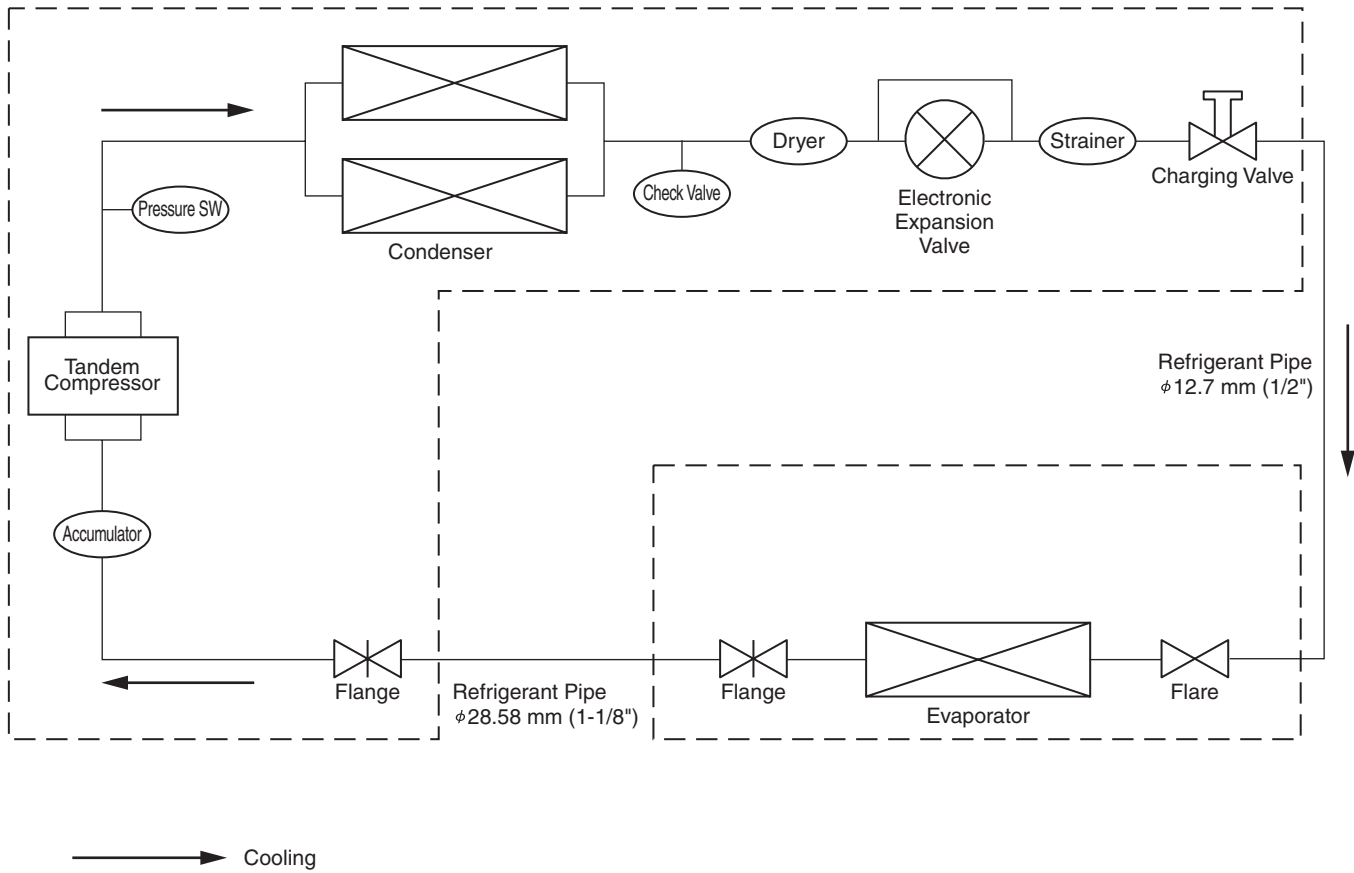 Pressure SW
Condenser
Check Valve
Dryer
Electronic
Expansion
Valve
Strainer
Charging Valve
Tandem
Compressor
Refrigerant Pipe
ϕ12.7 mm (1/2")
Accumulator
Flange
Refrigerant Pipe
ϕ28.58 mm (1-1/8")
Flange
Evaporator
Flare
Cooling